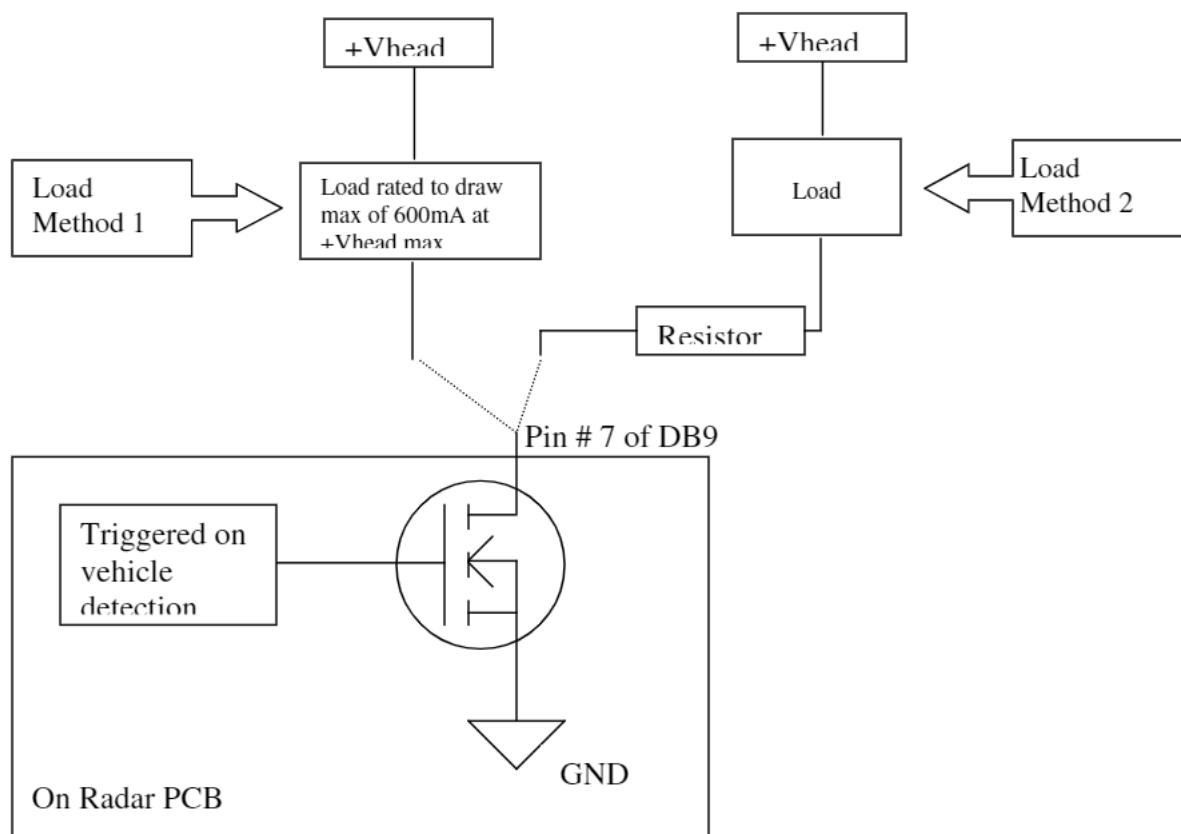 +Vhead
+Vhead
Load
Method 1
Load rated to draw
max of 600mA at
+Vhead max
Load
Load
Method 2
Resistor
Pin # 7 of DB9
Triggered on
vehicle
detection
GND
On Radar PCB